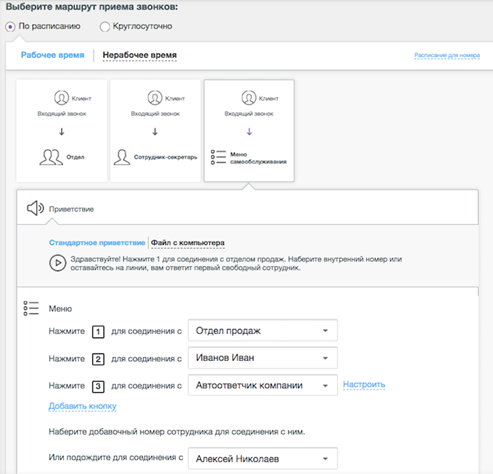 Выберите маршрут приема звонков:
По расписанию Круглосуточно
Рабочее время Нерабочее время Расписание для номера
Клиент Клиент Клиент
Входящий звонок Входящий звонок Входящий звонок
Отдел Сотрудник-секретарь Меню
самообслуживания
Приветствие
Стандартное приветствие Файл с компьютера
Здравствуйте! Нажмите 1 для соединения с отделом продаж. Наберите внутренний номер или
оставайтесь на линии, вам ответит первый свободный сотрудник.
Меню
Нажмите 1 для соединения с Отдел продаж
Нажмите 2 для соединения с Иванов Иван
Нажмите 3 для соединения с Автоответчик компании Настроить
Добавить кнопку
Наберите добавочный номер сотрудника для соединения с ним.
Или подождите для соединения с Алексей Николаев